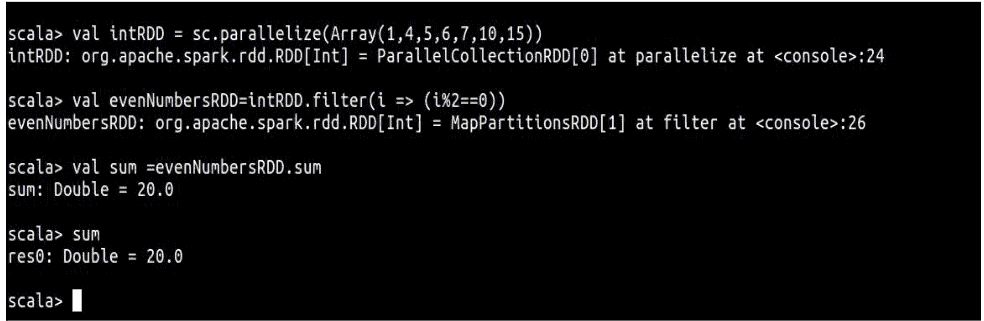 scala> val intRDD = sc.parallelize(Array(1,4,5,6,7,10,15))
intRDD: org.apache.spark.rdd.RDD[Int] = ParallelCollectionRDD[0] at parallelize at <console>:24
scala> val evenNumbersRDD=intRDD.filter(i => (i%2==0))
evenNumbersRDD: org.apache.spark.rdd.RDD[Int] = MapPartitionsRDD[1] at filter at <console>:26
scala> val sum =evenNumbersRDD.sum
sum: Double = 20.0
scala> sum
res0: Double = 20.0
scala>